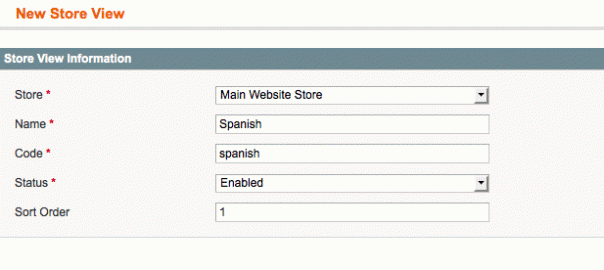 New Store View
Store View Information
Store * Main Website Store
Name * Spanish
Code * spanish
Status * Enabled
Sort Order 1